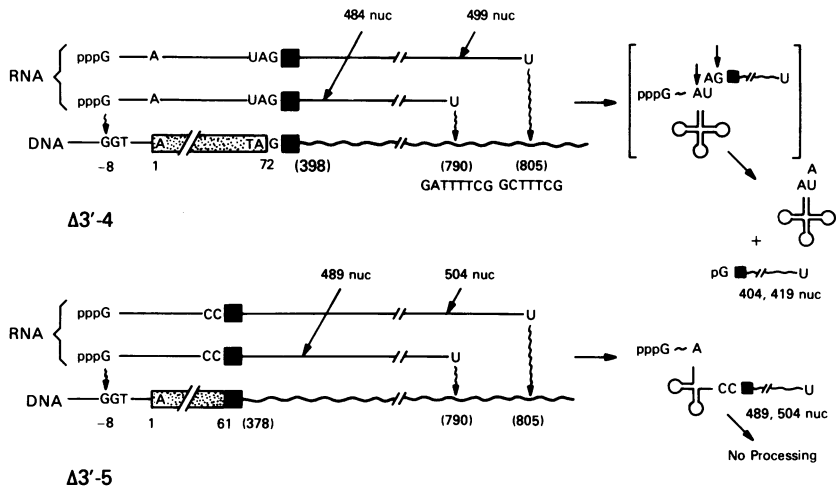 484 nuc 499 nuc
RNA pppG A UAG U
pppG A UAG U
DNA GGT A TA G
-8 1 72 (398) (790) (805)
GATTTTCG GCTTTCG
Δ3'-4
AG U
pppG ~ AU
A
AU
+
pG U
404, 419 nuc
489 nuc 504 nuc
RNA pppG CC U
pppG CC U
DNA GGT A
-8 1 61 (378) (790) (805)
Δ3'-5
pppG ~ A
CC U
489, 504 nuc
No Processing